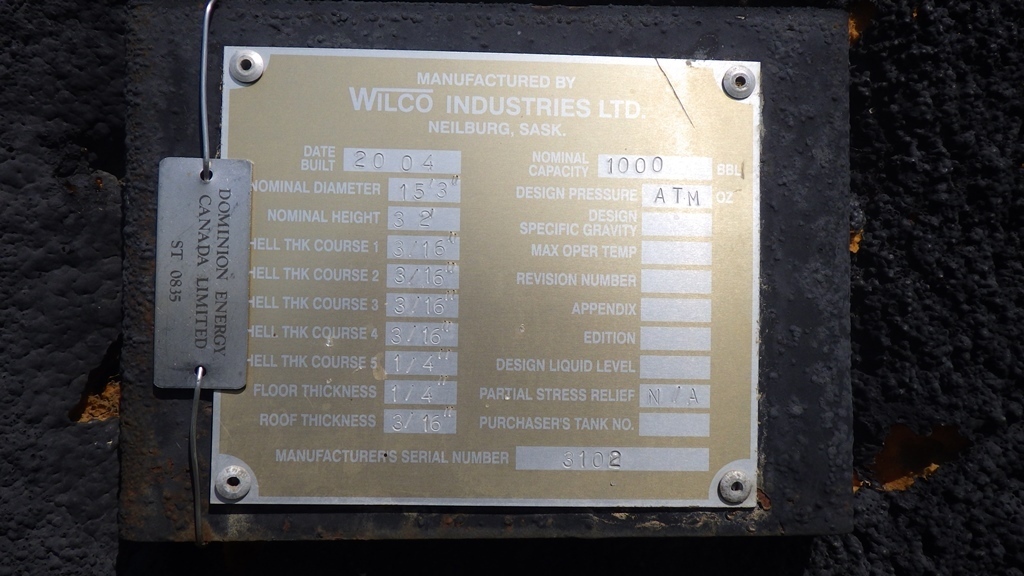 MANUFACTURED BY
WILCO INDUSTRIES LTD.
NEILBURG, SASK.
DATE BUILT 2004
NOMINAL DIAMETER 15'3"
NOMINAL HEIGHT 32'
HELL THK COURSE 1 3/16"
HELL THK COURSE 2 3/16"
HELL THK COURSE 3 3/16"
HELL THK COURSE 4 3/16"
HELL THK COURSE 5 1/4"
FLOOR THICKNESS 1/4"
ROOF THICKNESS 3/16"
NOMINAL CAPACITY 1000 BBL
DESIGN PRESSURE ATM OZ
DESIGN SPECIFIC GRAVITY
MAX OPER TEMP
REVISION NUMBER
APPENDIX
EDITION
DESIGN LIQUID LEVEL
PARTIAL STRESS RELIEF N/A
PURCHASER'S TANK NO.
MANUFACTURER'S SERIAL NUMBER 3102
DOMINION ENERGY
CANADA LIMITED
ST 0835